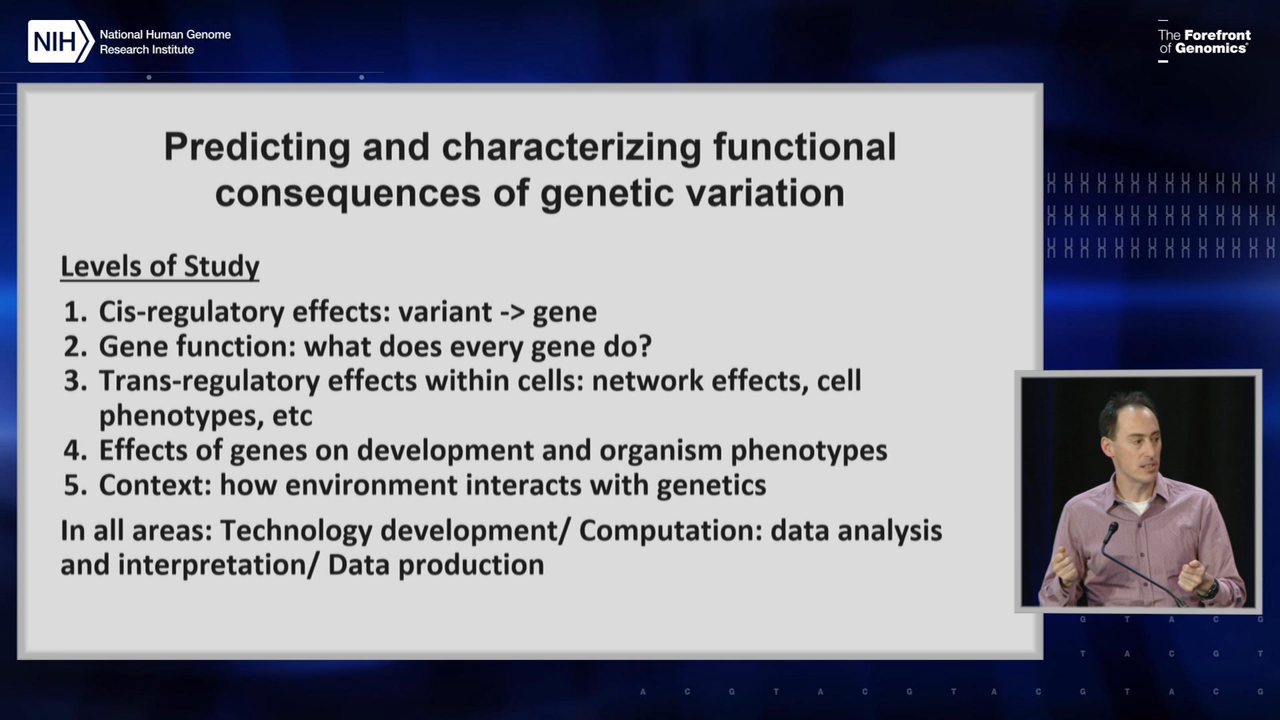 NIH
National Human Genome
Research Institute
The Forefront
of Genomics®
Predicting and characterizing functional
consequences of genetic variation
Levels of Study
1. Cis-regulatory effects: variant -> gene
2. Gene function: what does every gene do?
3. Trans-regulatory effects within cells: network effects, cell
phenotypes, etc
4. Effects of genes on development and organism phenotypes
5. Context: how environment interacts with genetics
In all areas: Technology development/ Computation: data analysis
and interpretation/ Data production
G T A C G
T A C G T
A C G T A C G T A C G T A C G